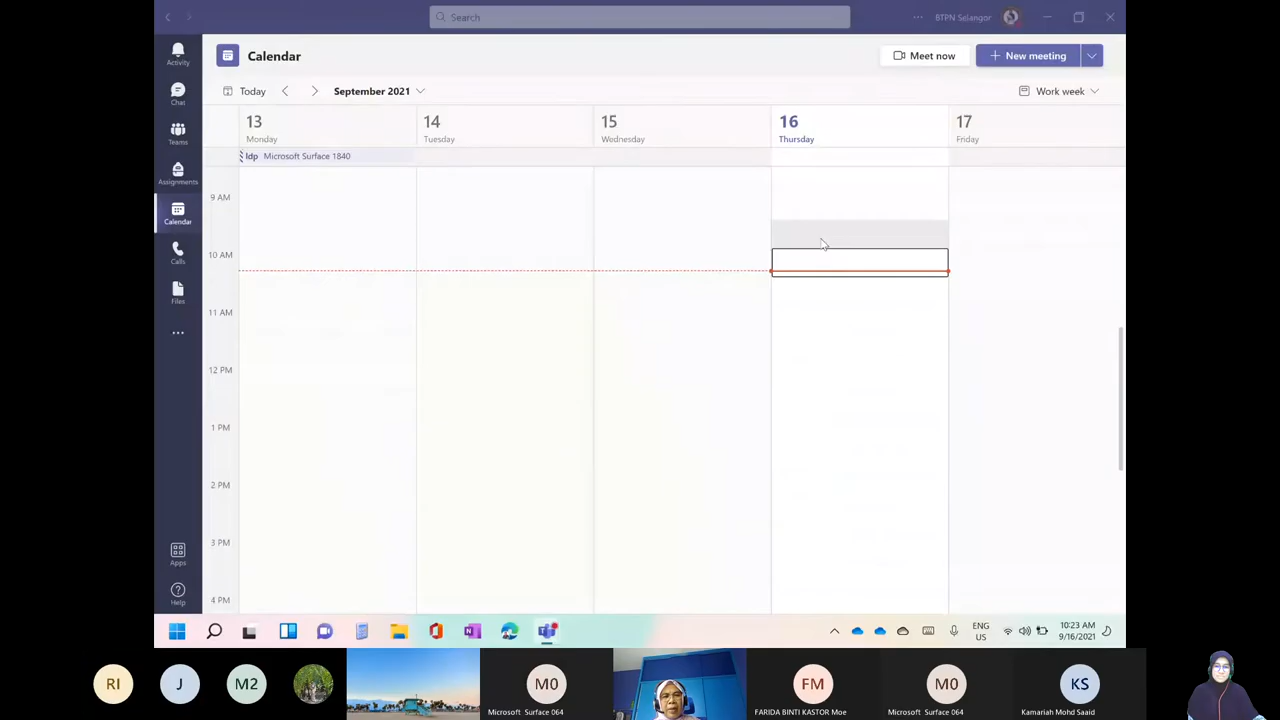 Search
BTPN Selangor
Activity
Chat
Teams
Assignments
Calendar
Calls
Files
Apps
Help
Calendar
Meet now
New meeting
Today
September 2021
Work week
13
Monday
14
Tuesday
15
Wednesday
16
Thursday
17
Friday
ldp Microsoft Surface 1840
9 AM
10 AM
11 AM
12 PM
1 PM
2 PM
3 PM
4 PM
ENG
US
10:23 AM
9/16/2021
RI
J
M2
M0
Microsoft Surface 064
FM
FARIDA BINTI KASTOR Moe
M0
Microsoft Surface 064
KS
Kamariah Mohd Saaid